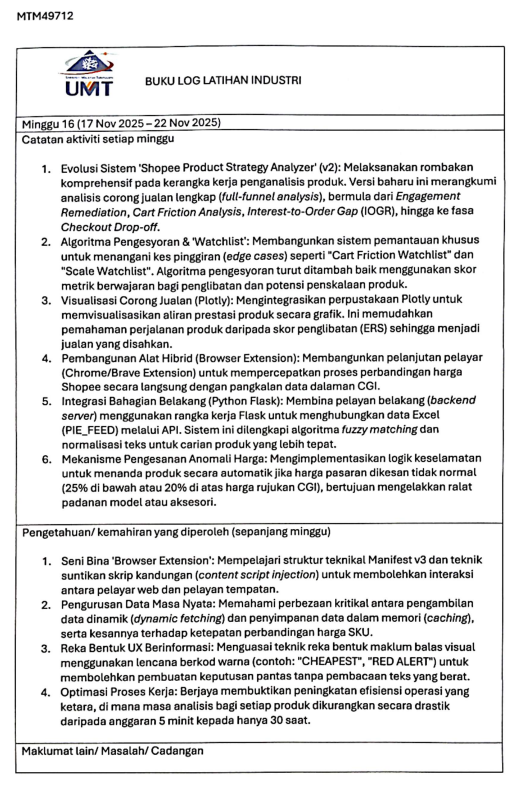 MTM49712
UMT
BUKU LOG LATIHAN INDUSTRI
Minggu 16 (17 Nov 2025 – 22 Nov 2025)
Catatan aktiviti setiap minggu
1. Evolusi Sistem 'Shopee Product Strategy Analyzer' (v2): Melaksanakan rombakan
komprehensif pada kerangka kerja penganalisis produk. Versi baharu ini merangkumi
analisis corong jualan lengkap (full-funnel analysis), bermula dari Engagement
Remediation, Cart Friction Analysis, Interest-to-Order Gap (IOGR), hingga ke fasa
Checkout Drop-off.
2. Algoritma Pengesyoran & 'Watchlist': Membangunkan sistem pemantauan khusus
untuk menangani kes pinggiran (edge cases) seperti "Cart Friction Watchlist" dan
"Scale Watchlist". Algoritma pengesyoran turut ditambah baik menggunakan skor
metrik berwajaran bagi penglibatan dan potensi penskalaan produk.
3. Visualisasi Corong Jualan (Plotly): Mengintegrasikan perpustakaan Plotly untuk
memvisualisasikan aliran prestasi produk secara grafik. Ini memudahkan
pemahaman perjalanan produk daripada skor penglibatan (ERS) sehingga menjadi
jualan yang disahkan.
4. Pembangunan Alat Hibrid (Browser Extension): Membangunkan pelanjutan pelayar
(Chrome/Brave Extension) untuk mempercepatkan proses perbandingan harga
Shopee secara langsung dengan pangkalan data dalaman CGI.
5. Integrasi Bahagian Belakang (Python Flask): Membina pelayan belakang (backend
server) menggunakan rangka kerja Flask untuk menghubungkan data Excel
(PIE_FEED) melalui API. Sistem ini dilengkapi algoritma fuzzy matching dan
normalisasi teks untuk carian produk yang lebih tepat.
6. Mekanisme Pengesanan Anomali Harga: Mengimplementasikan logik keselamatan
untuk menanda produk secara automatik jika harga pasaran dikesan tidak normal
(25% di bawah atau 20% di atas harga rujukan CGI), bertujuan mengelakkan ralat
padanan model atau aksesori.
Pengetahuan/ kemahiran yang diperoleh (sepanjang minggu)
1. Seni Bina 'Browser Extension': Mempelajari struktur teknikal Manifest v3 dan teknik
suntikan skrip kandungan (content script injection) untuk membolehkan interaksi
antara pelayar web dan pelayan tempatan.
2. Pengurusan Data Masa Nyata: Memahami perbezaan kritikal antara pengambilan
data dinamik (dynamic fetching) dan penyimpanan data dalam memori (caching),
serta kesannya terhadap ketepatan perbandingan harga SKU.
3. Reka Bentuk UX Berinformasi: Menguasai teknik reka bentuk maklum balas visual
menggunakan lencana berkod warna (contoh: "CHEAPEST", "RED ALERT") untuk
membolehkan pembuatan keputusan pantas tanpa pembacaan teks yang berat.
4. Optimasi Proses Kerja: Berjaya membuktikan peningkatan efisiensi operasi yang
ketara, di mana masa analisis bagi setiap produk dikurangkan secara drastik
daripada anggaran 5 minit kepada hanya 30 saat.
Maklumat lain/ Masalah/ Cadangan